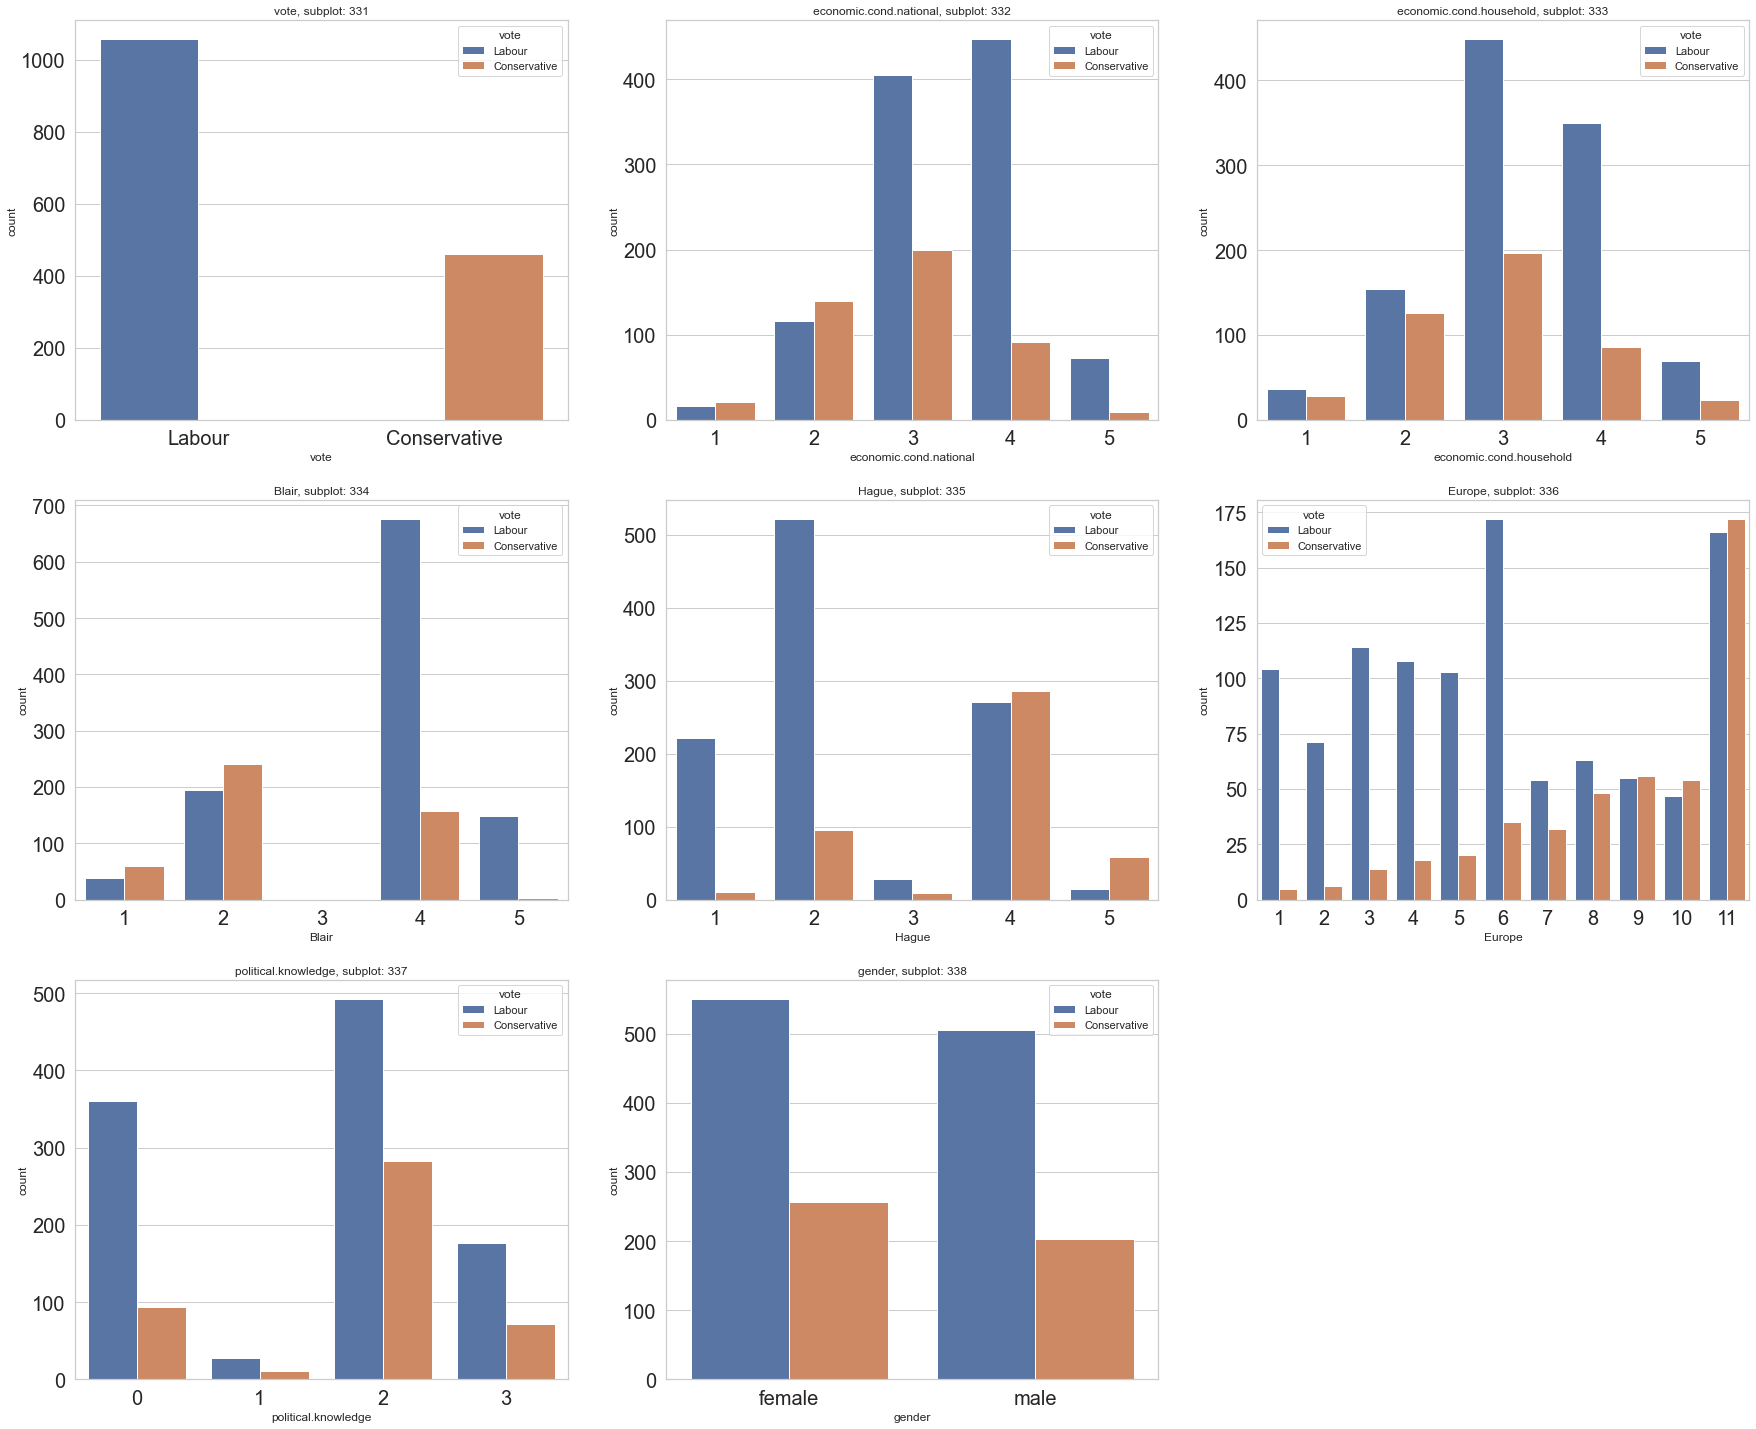 vote, subplot: 331
vote
Labour
Conservative
1000
800
600
400
200
0
count
Labour Conservative
vote
economic.cond.national, subplot: 332
vote
Labour
Conservative
400
300
200
100
0
count
1 2 3 4 5
economic.cond.national
economic.cond.household, subplot: 333
vote
Labour
Conservative
400
300
200
100
0
count
1 2 3 4 5
economic.cond.household
Blair, subplot: 334
vote
Labour
Conservative
700
600
500
400
300
200
100
0
count
1 2 3 4 5
Blair
Hague, subplot: 335
vote
Labour
Conservative
500
400
300
200
100
0
count
1 2 3 4 5
Hague
Europe, subplot: 336
vote
Labour
Conservative
175
150
125
100
75
50
25
0
count
1 2 3 4 5 6 7 8 9 10 11
Europe
political.knowledge, subplot: 337
vote
Labour
Conservative
500
400
300
200
100
0
count
0 1 2 3
political.knowledge
gender, subplot: 338
vote
Labour
Conservative
500
400
300
200
100
0
count
female male
gender